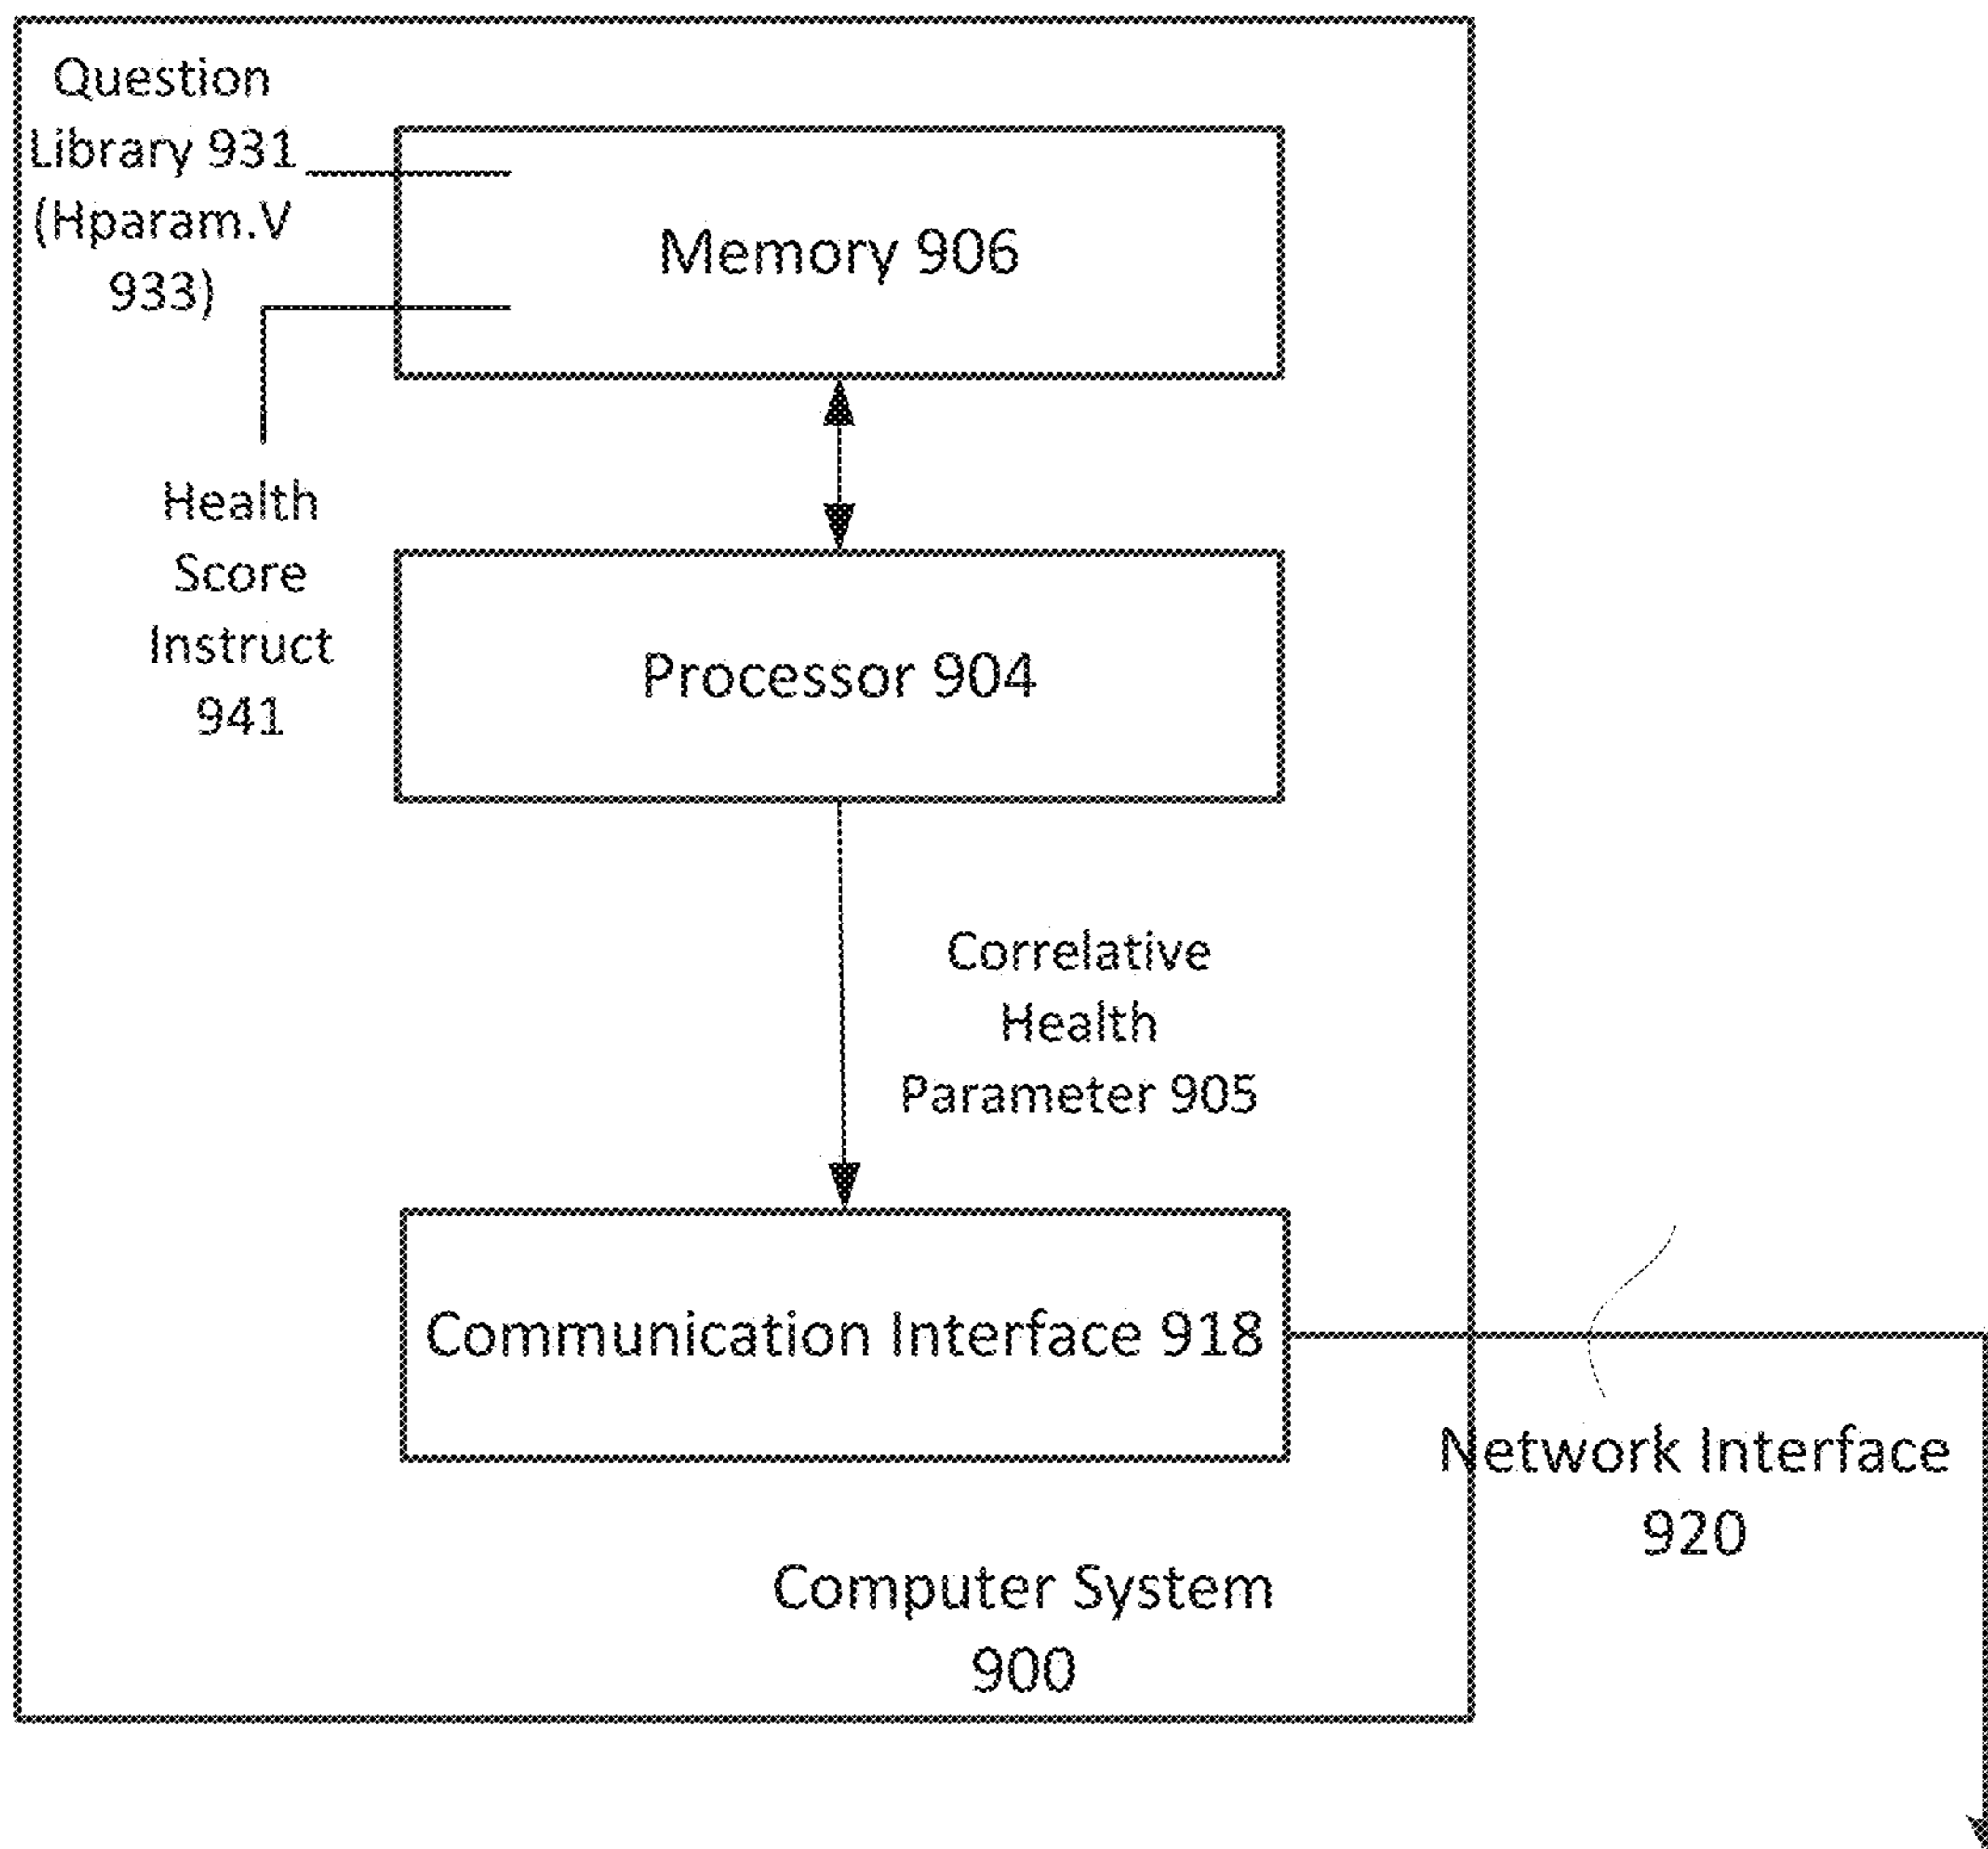 Question
Library 931
(Hparam.V
933)
Memory 906
Health
Score
Instruct
941
Processor 904
Correlative
Health
Parameter 905
Communication Interface 918
Network Interface
920
Computer System
900